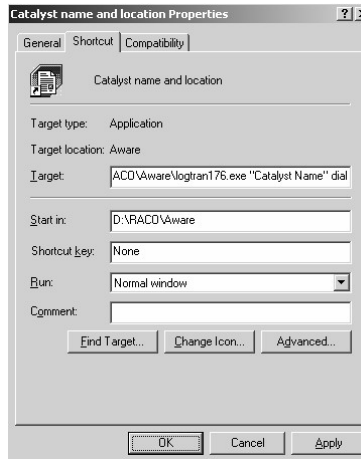 Catalyst name and location Properties
General Shortcut Compatibility
Catalyst name and location
Target type: Application
Target location: Aware
Target: ACO\Aware\logtran176.exe "Catalyst Name" dial
Start in: D:\RACO\Aware
Shortcut key: None
Run: Normal window
Comment:
Find Target... Change Icon... Advanced...
OK Cancel Apply